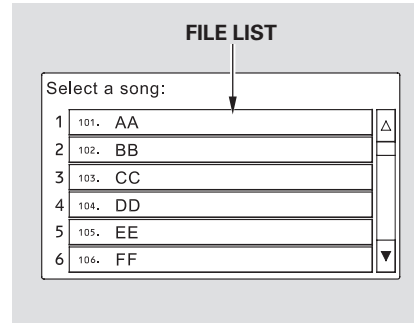 FILE LIST
Select a song:
1 101. AA
2 102. BB
3 103. CC
4 104. DD
5 105. EE
6 106. FF